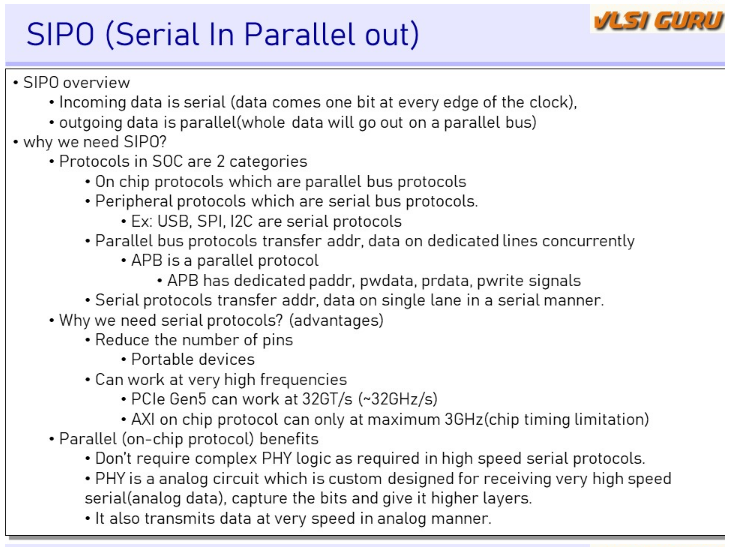 SIPO (Serial In Parallel out)
VLSI GURU
• SIPO overview
• Incoming data is serial (data comes one bit at every edge of the clock),
• outgoing data is parallel(whole data will go out on a parallel bus)
• why we need SIPO?
• Protocols in SOC are 2 categories
• On chip protocols which are parallel bus protocols
• Peripheral protocols which are serial bus protocols.
• Ex: USB, SPI, I2C are serial protocols
• Parallel bus protocols transfer addr, data on dedicated lines concurrently
• APB is a parallel protocol
• APB has dedicated paddr, pwdata, prdata, pwrite signals
• Serial protocols transfer addr, data on single lane in a serial manner.
• Why we need serial protocols? (advantages)
• Reduce the number of pins
• Portable devices
• Can work at very high frequencies
• PCIe Gen5 can work at 32GT/s (~32GHz/s)
• AXI on chip protocol can only at maximum 3GHz(chip timing limitation)
• Parallel (on-chip protocol) benefits
• Don't require complex PHY logic as required in high speed serial protocols.
• PHY is a analog circuit which is custom designed for receiving very high speed
serial(analog data), capture the bits and give it higher layers.
• It also transmits data at very speed in analog manner.